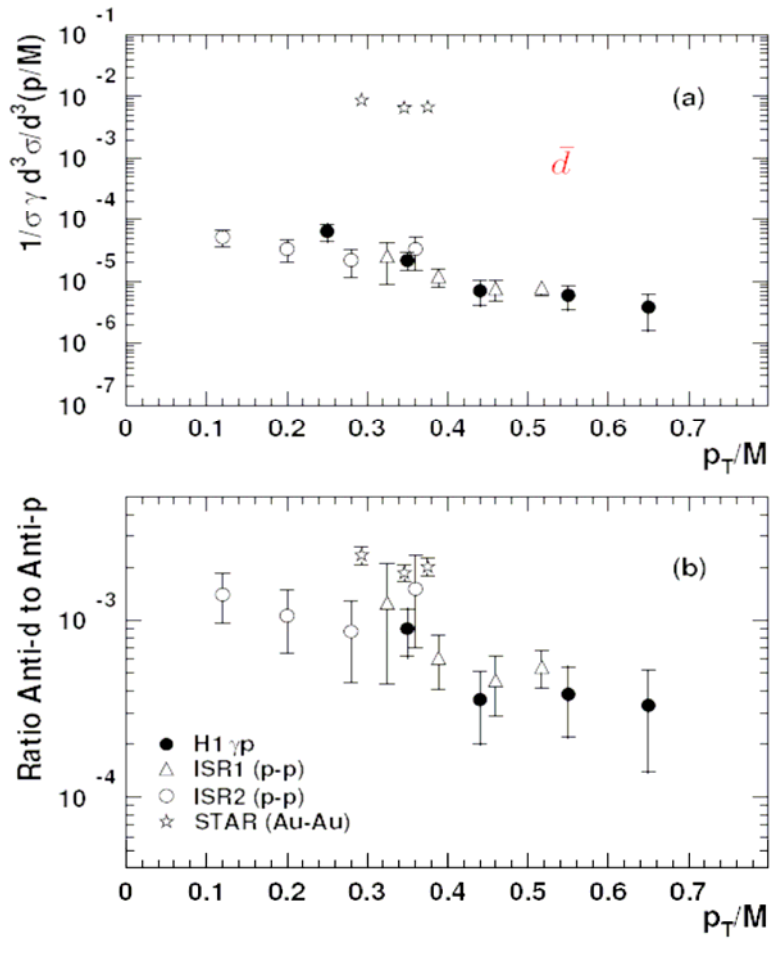 10 -1
10 -2
10 -3
10 -4
10 -5
10 -6
10 -7
1/σ γ d³ σ/d³(p/M)
(a)
d̄
0 0.1 0.2 0.3 0.4 0.5 0.6 0.7
p_T/M
Ratio Anti-d to Anti-p
(b)
10 -3
10 -4
H1 γp
ISR1 (p-p)
ISR2 (p-p)
STAR (Au-Au)
0 0.1 0.2 0.3 0.4 0.5 0.6 0.7
p_T/M